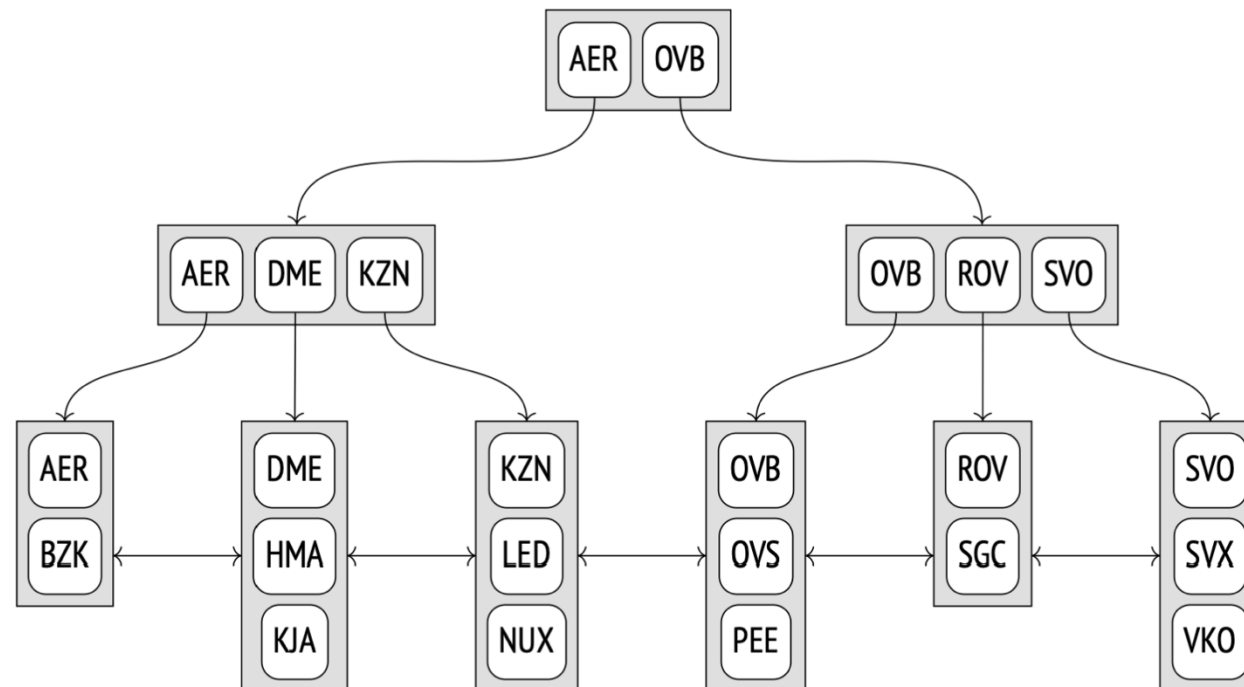 AER OVB
AER DME KZN OVB ROV SVO
AER DME KZN OVB ROV SVO
BZK HMA LED OVS SGC SVX
KJA NUX PEE VKO